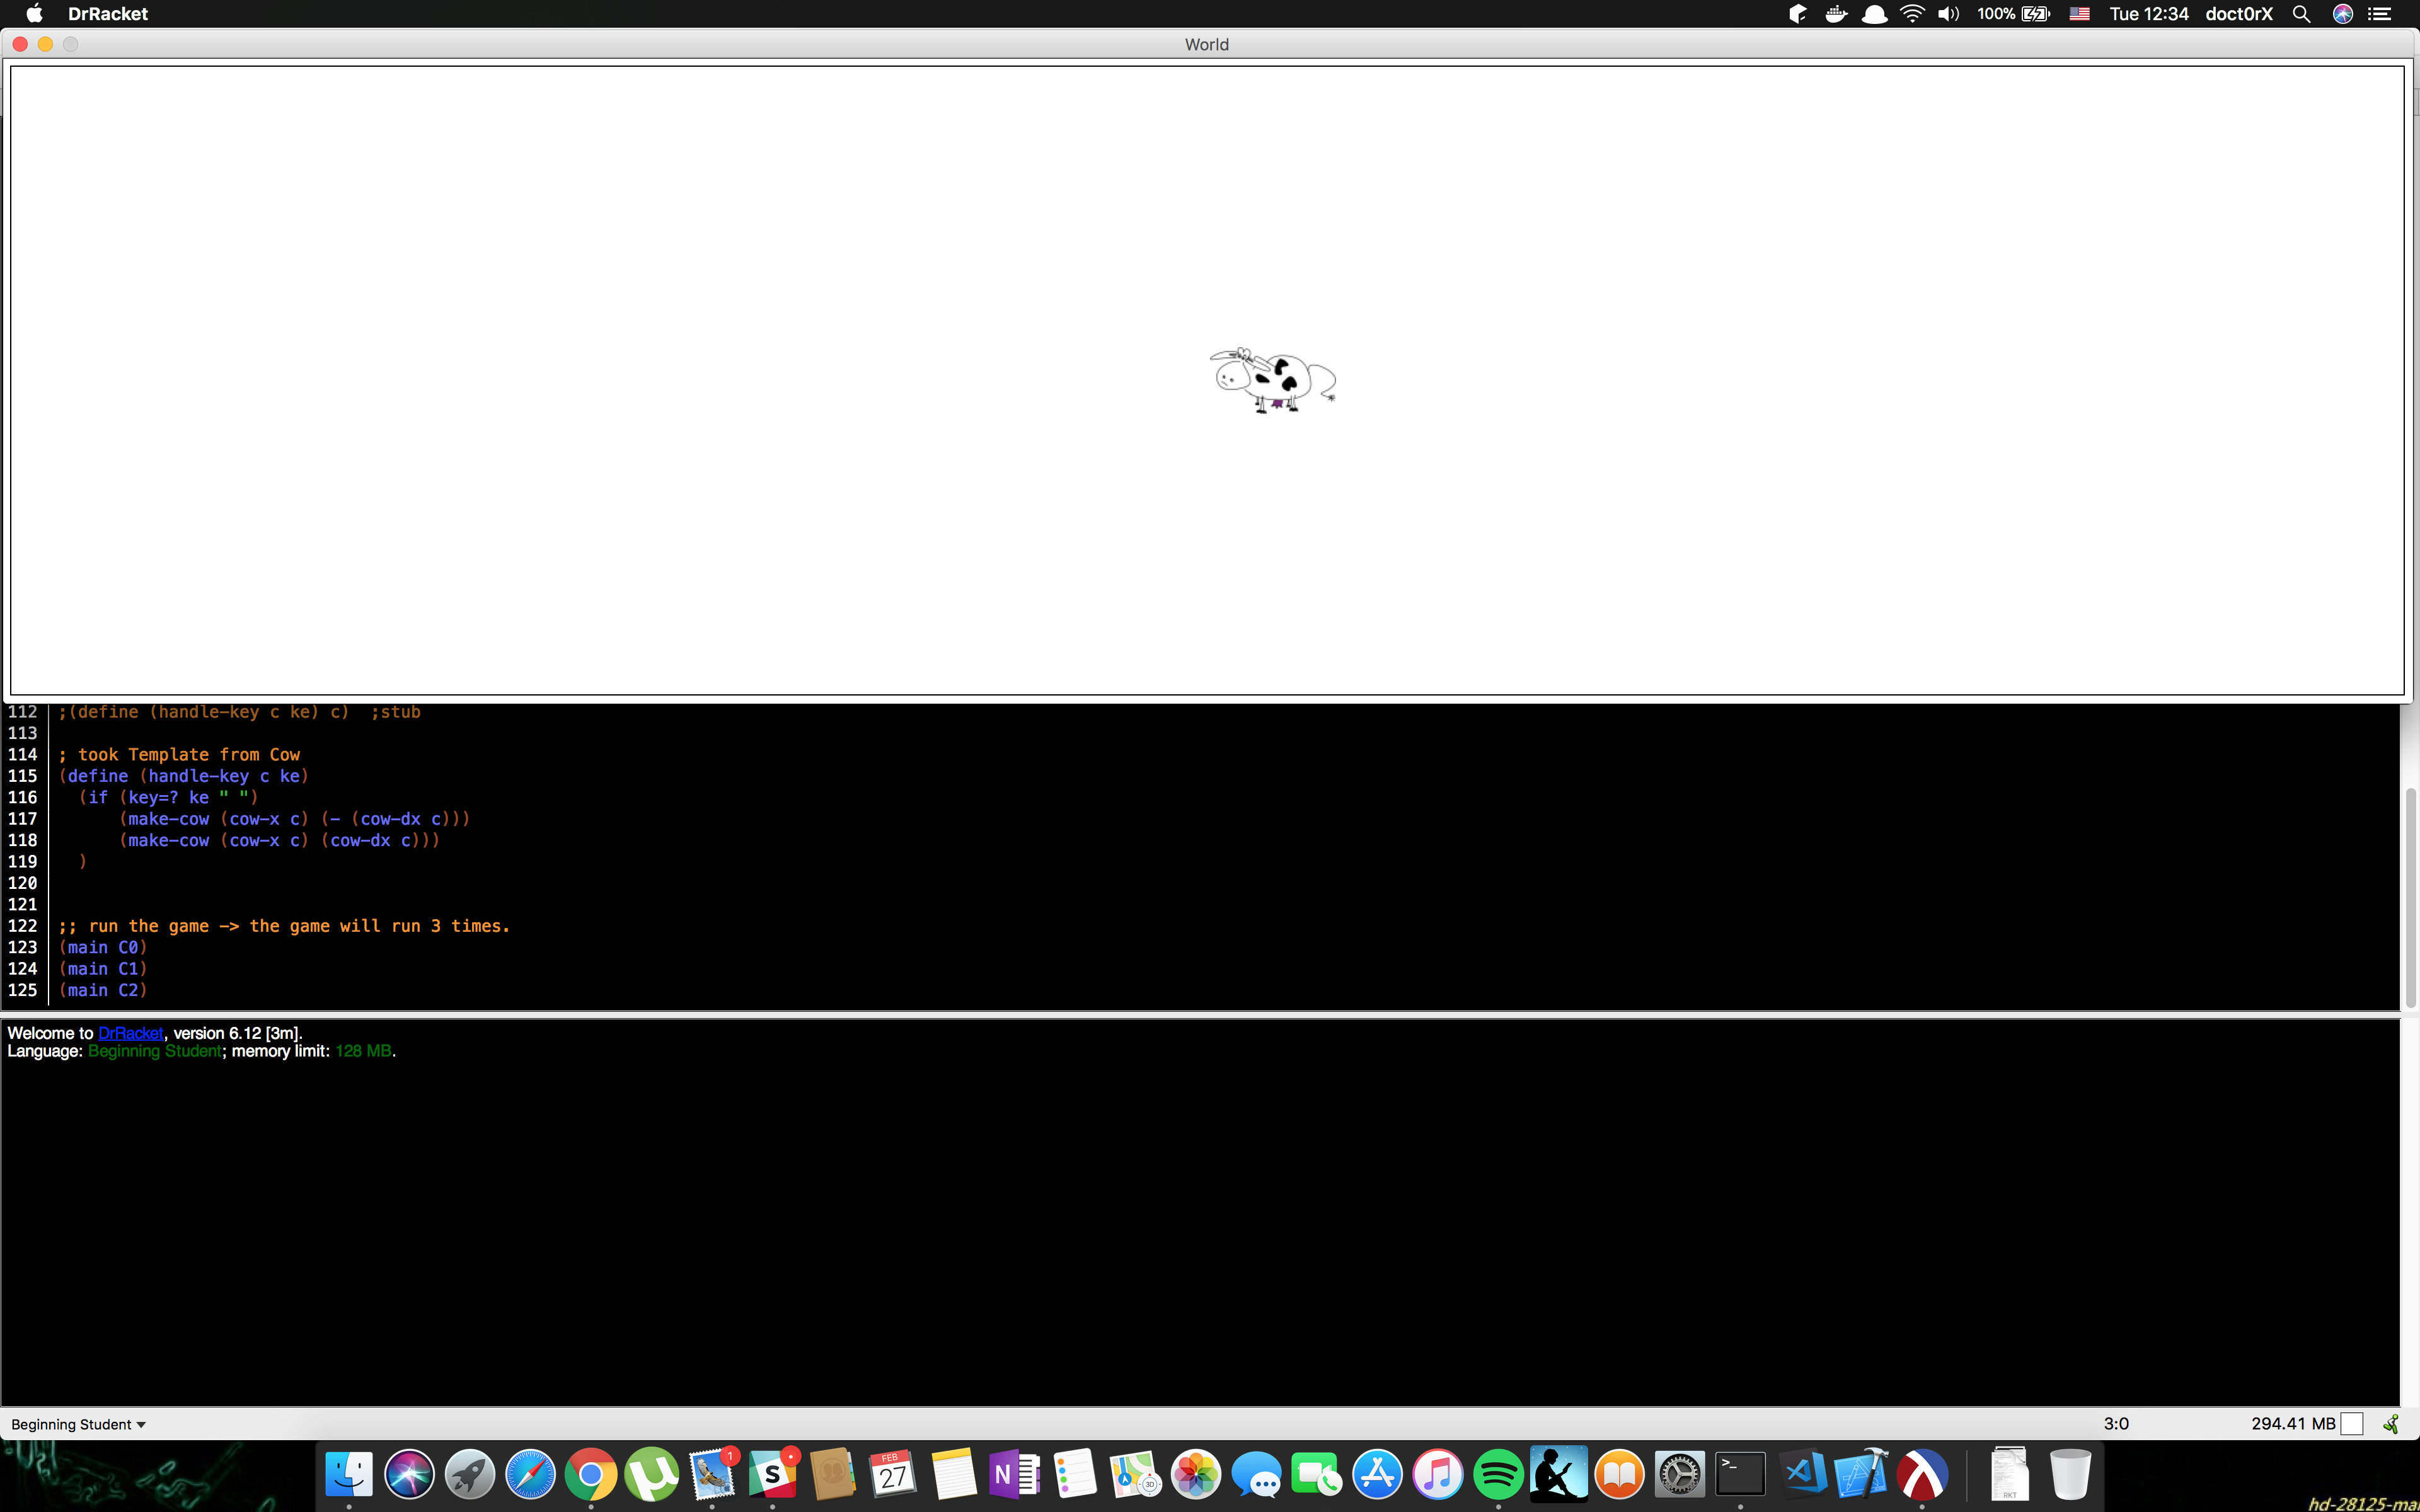 DrRacket 100% Tue 12:34 doct0rX
World
112 ;(define (handle-key c ke) c)  ;stub
113
114 ; took Template from Cow
115 (define (handle-key c ke)
116   (if (key=? ke " ")
117       (make-cow (cow-x c) (- (cow-dx c)))
118       (make-cow (cow-x c) (cow-dx c)))
119   )
120
121
122 ;; run the game -> the game will run 3 times.
123 (main C0)
124 (main C1)
125 (main C2)
Welcome to DrRacket, version 6.12 [3m].
Language: Beginning Student; memory limit: 128 MB.
Beginning Student 3:0 294.41 MB
1
S
FEB
27
N
3D
>_
RKT
hd-28125-ma